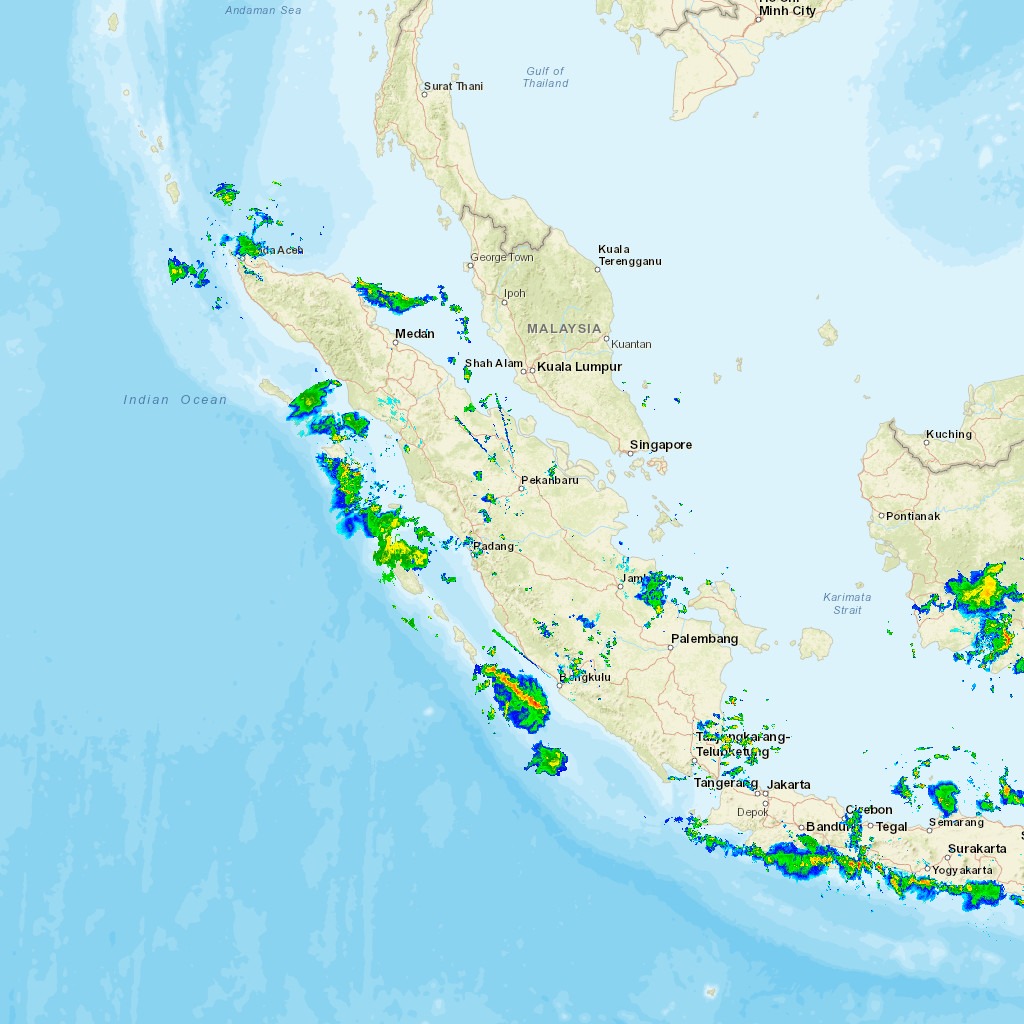 Andaman Sea
Minh City
Gulf of
Thailand
Surat Thani
Kuala
Terengganu
George Town
Ipoh
MALAYSIA
Medan
Kuantan
Shah Alam
Kuala Lumpur
Indian Ocean
Kuching
Singapore
Pekanbaru
Pontianak
Padang
Karimata
Strait
Palembang
Bengkulu
Tanjungkarang-
Telukbetung
Tangerang
Jakarta
Depok
Cirebon
Bandung
Tegal
Semarang
Surakarta
Yogyakarta